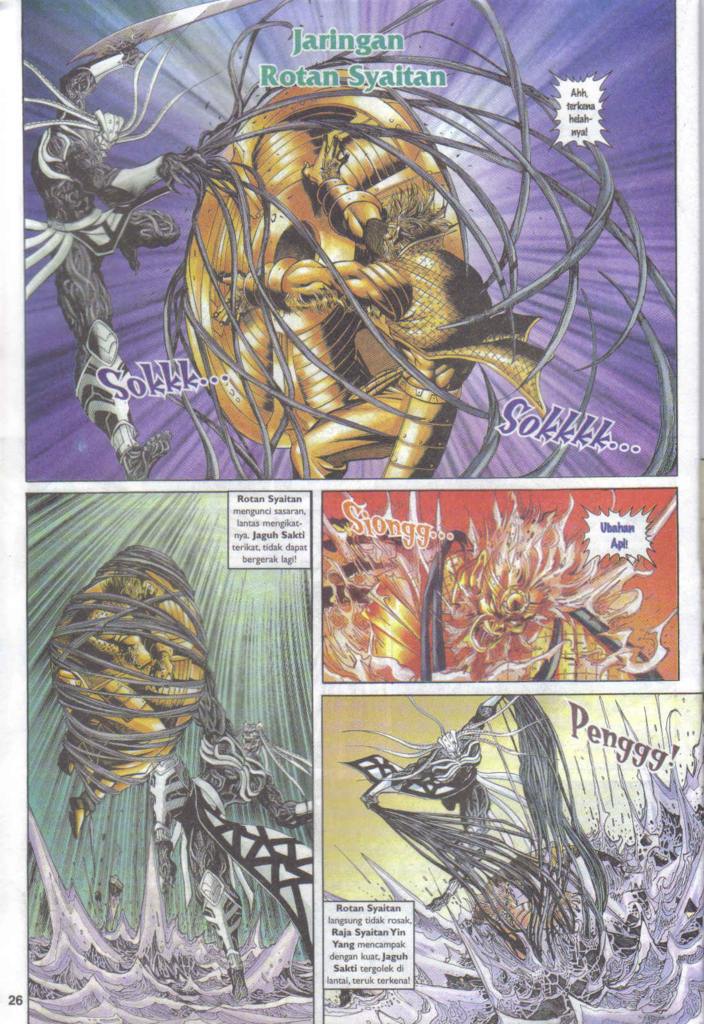 Jaringan
Rotan Syaitan
Ahh,
terkena
helah-
nya!
Sokkk...
Sokkkk...
Rotan Syaitan
mengunci sasaran,
lantas mengikat-
nya. Jaguh Sakti
terikat, tidak dapat
bergerak lagi!
Siongg...
Ubahan
Api!
Penggg!
Rotan Syaitan
langsung tidak rosak,
Raja Syaitan Yin
Yang mencampak
dengan kuat, Jaguh
Sakti tergolek di
lantai, teruk terkena!
26